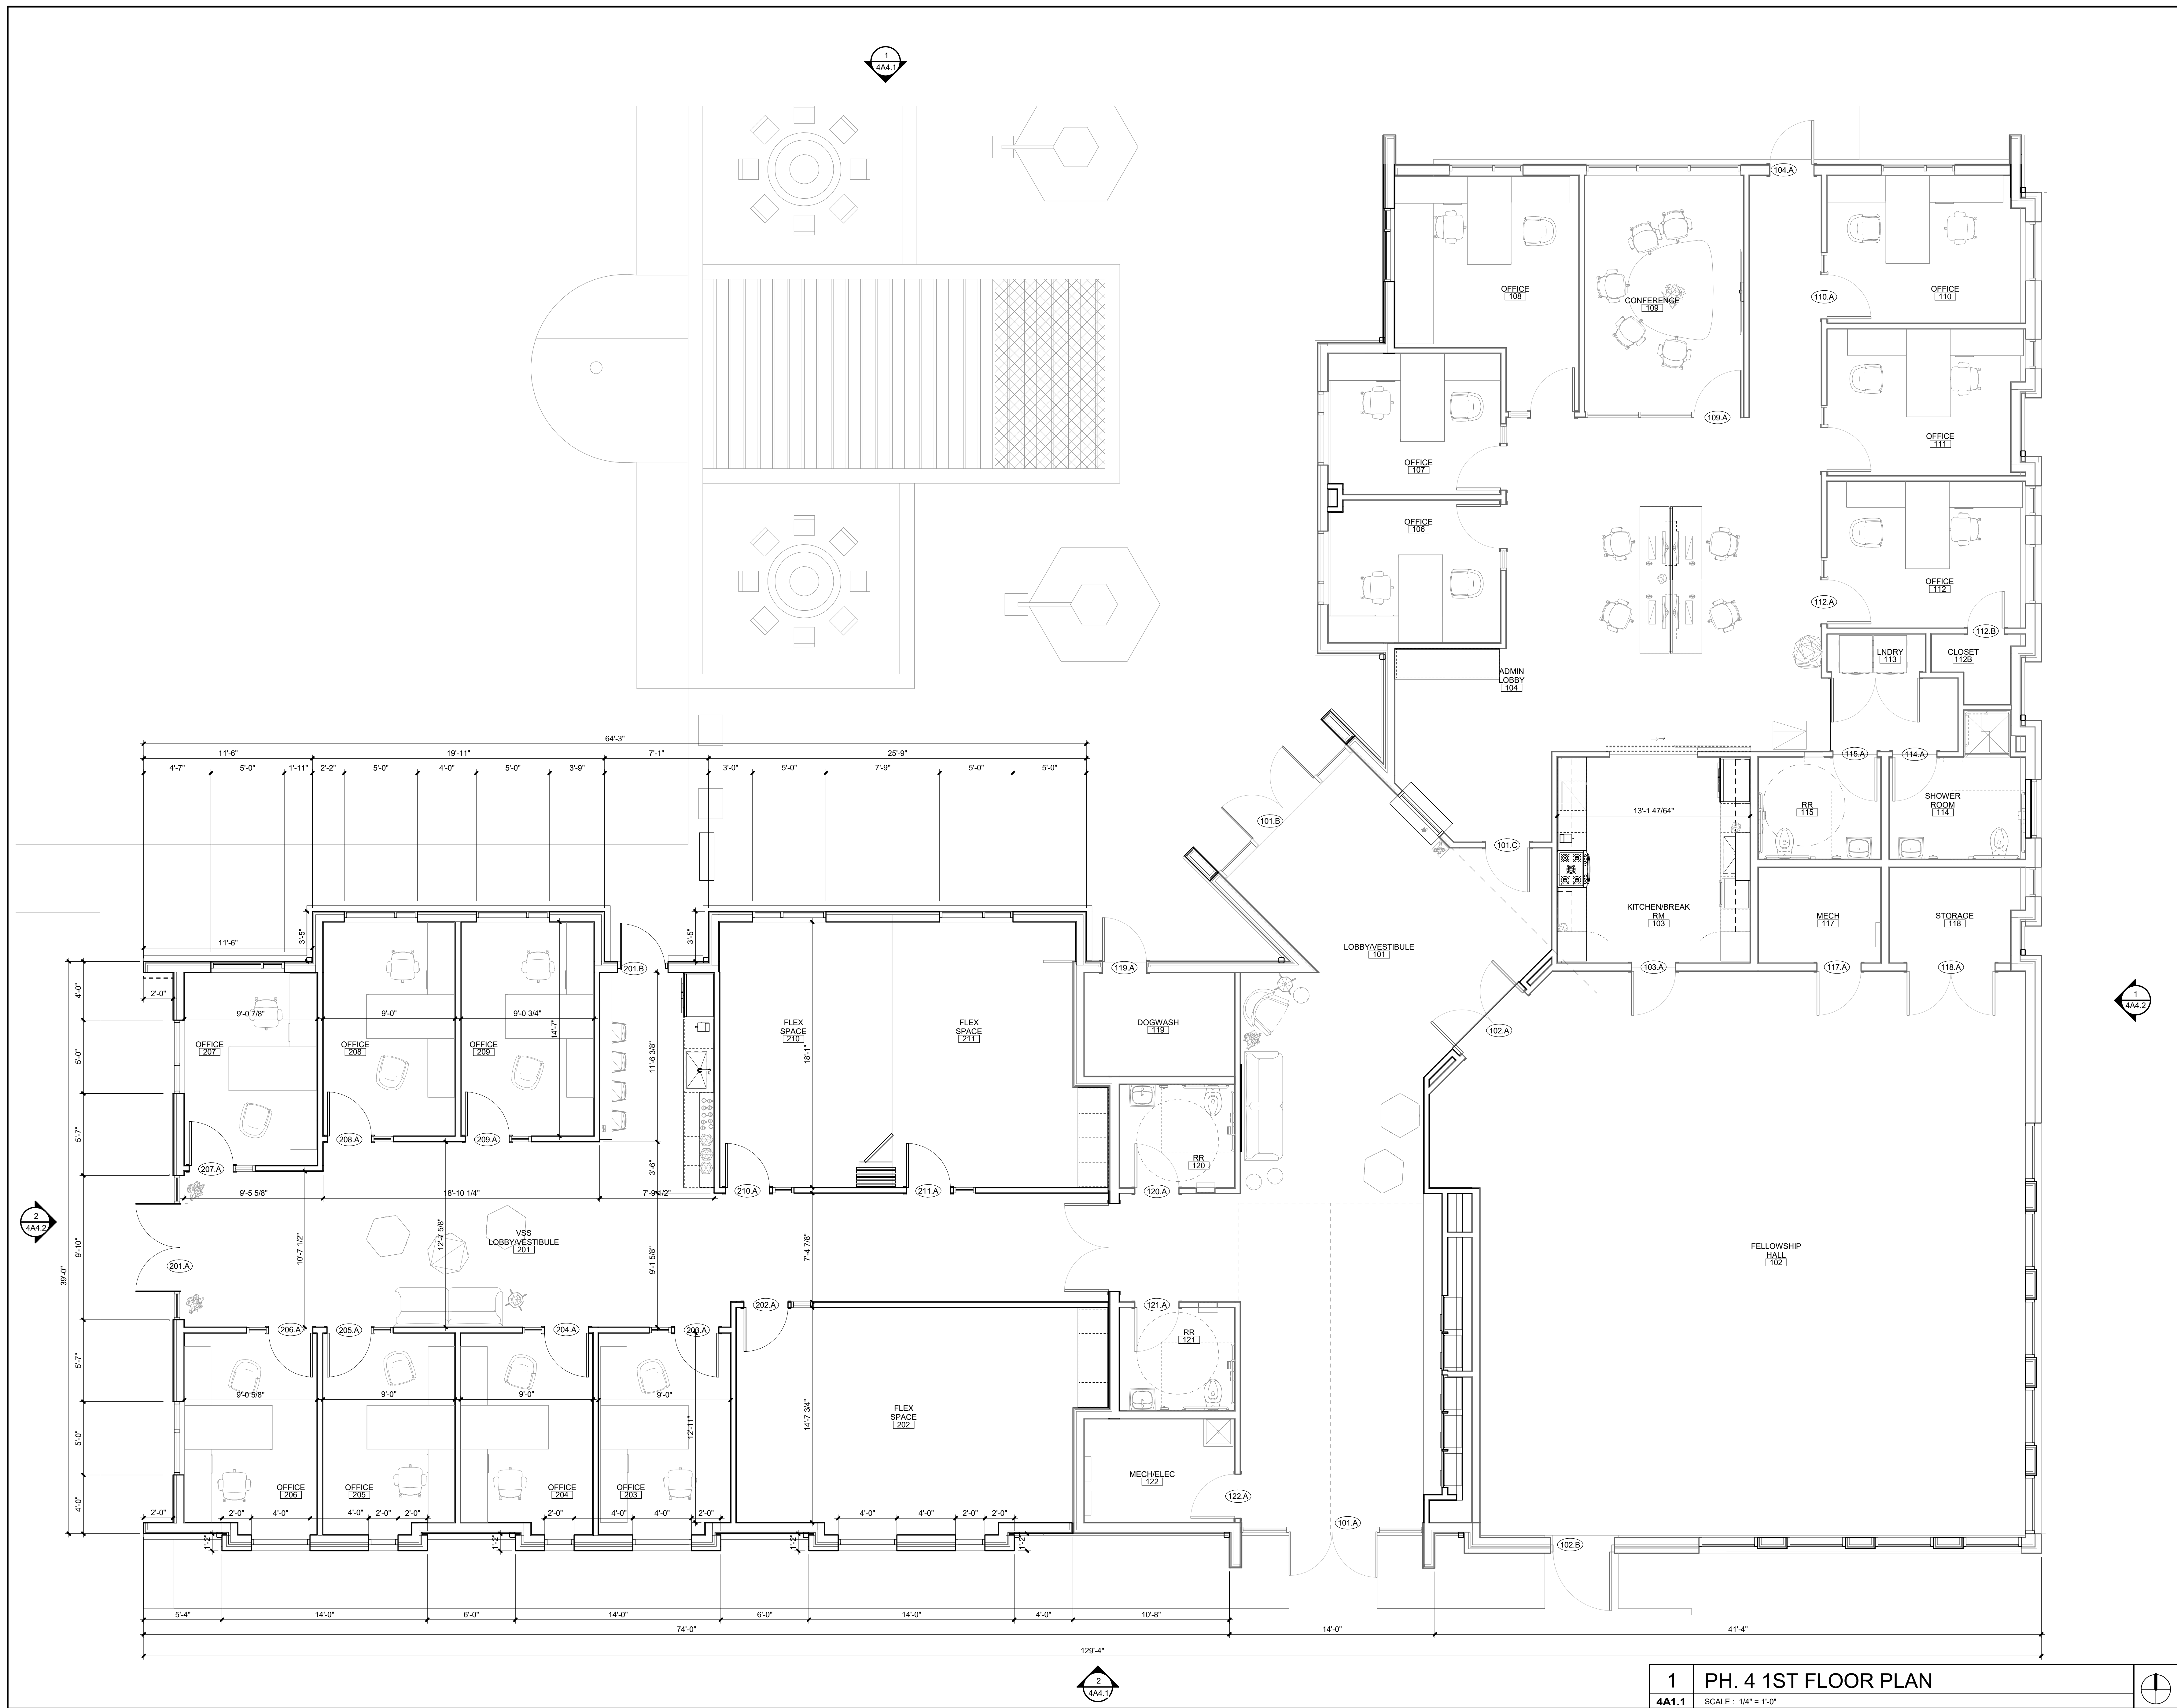 1
4A4.1
104.A
OFFICE
108
CONFERENCE
109
110.A
OFFICE
110
109.A
OFFICE
111
OFFICE
107
OFFICE
106
OFFICE
112
112.A
112.B
LNDRY
113
CLOSET
112B
ADMIN
LOBBY
104
64'-3"
11'-6"
19'-11"
7'-1"
25'-9"
4'-7"
5'-0"
1'-11"
2'-2"
5'-0"
4'-0"
5'-0"
3'-9"
3'-0"
5'-0"
7'-9"
5'-0"
5'-0"
115.A
114.A
101.B
101.C
13'-1 47/64"
RR
115
SHOWER
ROOM
114
KITCHEN/BREAK
RM
103
MECH
117
STORAGE
118
11'-6"
3'-5"
3'-5"
LOBBY/VESTIBULE
101
201.B
119.A
103.A
117.A
118.A
1
4A4.2
4'-0"
2'-0"
9'-0 7/8"
9'-0"
9'-0 3/4"
14'-7"
FLEX
SPACE
210
FLEX
SPACE
211
DOGWASH
119
102.A
OFFICE
207
OFFICE
208
OFFICE
209
5'-0"
11'-6 3/8"
18'-1"
5'-7"
208.A
209.A
207.A
3'-6"
RR
120
9'-5 5/8"
18'-10 1/4"
7'-9 1/2"
210.A
211.A
120.A
2
4A4.2
VSS
LOBBY/VESTIBULE
201
10'-7 1/2"
12'-7 5/8"
9'-1 5/8"
7'-4 7/8"
9'-10"
39'-0"
201.A
FELLOWSHIP
HALL
102
202.A
121.A
206.A
205.A
204.A
203.A
RR
121
5'-7"
9'-0 5/8"
9'-0"
9'-0"
9'-0"
12'-11"
14'-7 3/4"
FLEX
SPACE
202
5'-0"
MECH/ELEC
122
OFFICE
206
OFFICE
205
OFFICE
204
OFFICE
203
122.A
4'-0"
2'-0"
2'-0"
4'-0"
4'-0"
2'-0"
2'-0"
2'-0"
4'-0"
4'-0"
2'-0"
4'-0"
4'-0"
2'-0"
2'-0"
101.A
1'-2"
1'-2"
1'-2"
1'-2"
102.B
5'-4"
14'-0"
6'-0"
14'-0"
6'-0"
14'-0"
4'-0"
10'-8"
74'-0"
14'-0"
41'-4"
129'-4"
2
4A4.1
1
PH. 4 1ST FLOOR PLAN
4A1.1
SCALE : 1/4" = 1'-0"